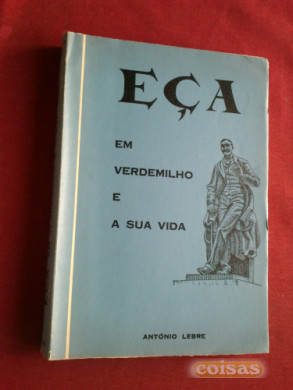 EÇA
EM
VERDEMILHO
E
A SUA VIDA
ANTÓNIO LEBRE
coisas